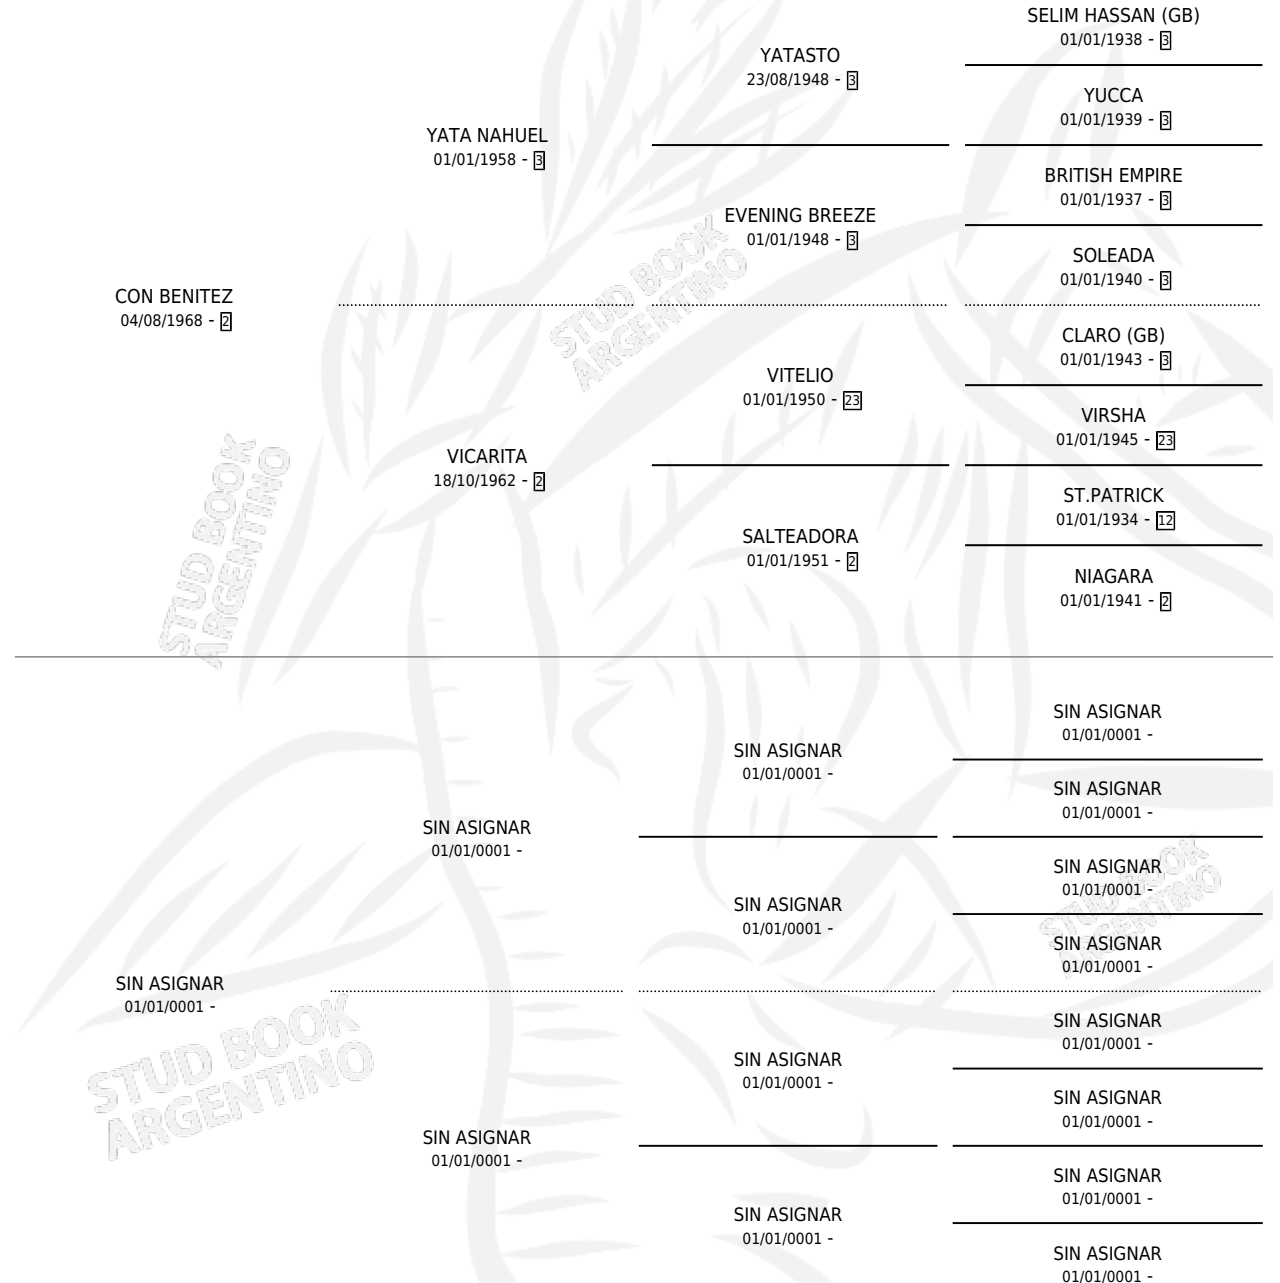 SELIM HASSAN (GB)
01/01/1938 - 3
YATASTO
23/08/1948 - 3
YUCCA
01/01/1939 - 3
YATA NAHUEL
01/01/1958 - 3
BRITISH EMPIRE
01/01/1937 - 3
EVENING BREEZE
01/01/1948 - 3
SOLEADA
01/01/1940 - 3
CON BENITEZ
04/08/1968 - 2
CLARO (GB)
01/01/1943 - 3
VITELIO
01/01/1950 - 23
VIRSHA
01/01/1945 - 23
VICARITA
18/10/1962 - 2
ST.PATRICK
01/01/1934 - 12
SALTEADORA
01/01/1951 - 2
NIAGARA
01/01/1941 - 2
SIN ASIGNAR
01/01/0001 -
SIN ASIGNAR
01/01/0001 -
SIN ASIGNAR
01/01/0001 -
SIN ASIGNAR
01/01/0001 -
SIN ASIGNAR
01/01/0001 -
SIN ASIGNAR
01/01/0001 -
SIN ASIGNAR
01/01/0001 -
SIN ASIGNAR
01/01/0001 -
SIN ASIGNAR
01/01/0001 -
SIN ASIGNAR
01/01/0001 -
SIN ASIGNAR
01/01/0001 -
SIN ASIGNAR
01/01/0001 -
SIN ASIGNAR
01/01/0001 -
SIN ASIGNAR
01/01/0001 -
SIN ASIGNAR
01/01/0001 -
STUD BOOK
ARGENTINO
STUD BOOK
ARGENTINO
STUD BOOK
ARGENTINO
STUD BOOK
ARGENTINO